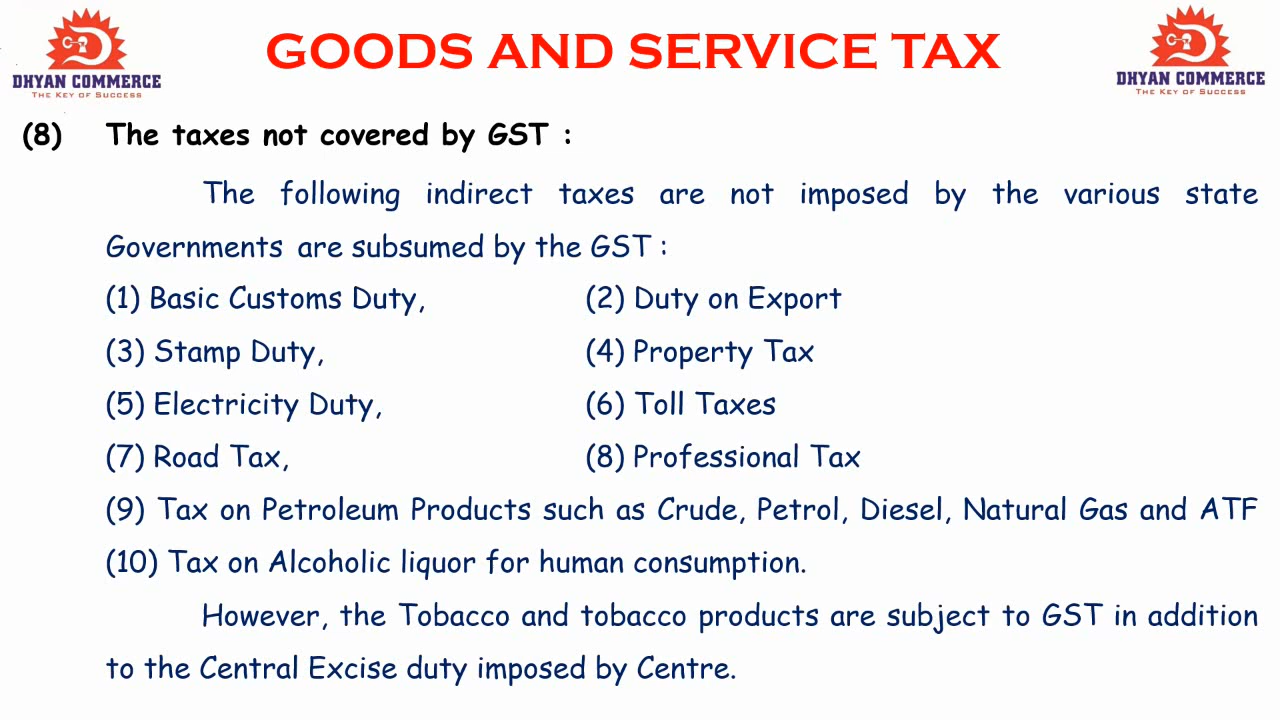 DHYAN COMMERCE
The Key of Success
GOODS AND SERVICE TAX
DHYAN COMMERCE
The Key of Success
(8) The taxes not covered by GST :
The following indirect taxes are not imposed by the various state
Governments are subsumed by the GST :
(1) Basic Customs Duty, (2) Duty on Export
(3) Stamp Duty, (4) Property Tax
(5) Electricity Duty, (6) Toll Taxes
(7) Road Tax, (8) Professional Tax
(9) Tax on Petroleum Products such as Crude, Petrol, Diesel, Natural Gas and ATF
(10) Tax on Alcoholic liquor for human consumption.
However, the Tobacco and tobacco products are subject to GST in addition
to the Central Excise duty imposed by Centre.